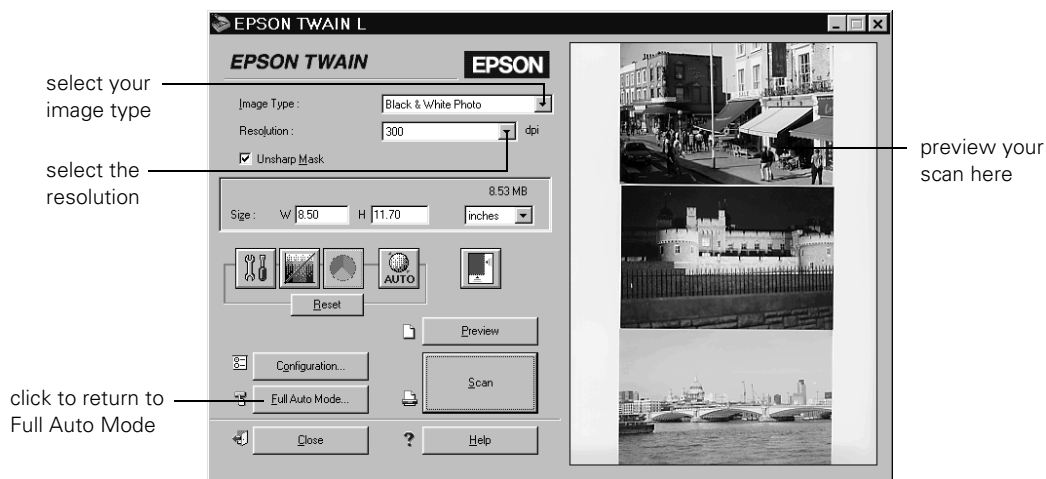 EPSON TWAIN L
EPSON TWAIN
EPSON
select your
image type
Image Type :
Black & White Photo
Resolution :
300
dpi
Unsharp Mask
select the
resolution
preview your
scan here
8.53 MB
Size :
W
8.50
H
11.70
inches
AUTO
Reset
Preview
Configuration...
Scan
click to return to
Full Auto Mode
Full Auto Mode...
Close
?
Help